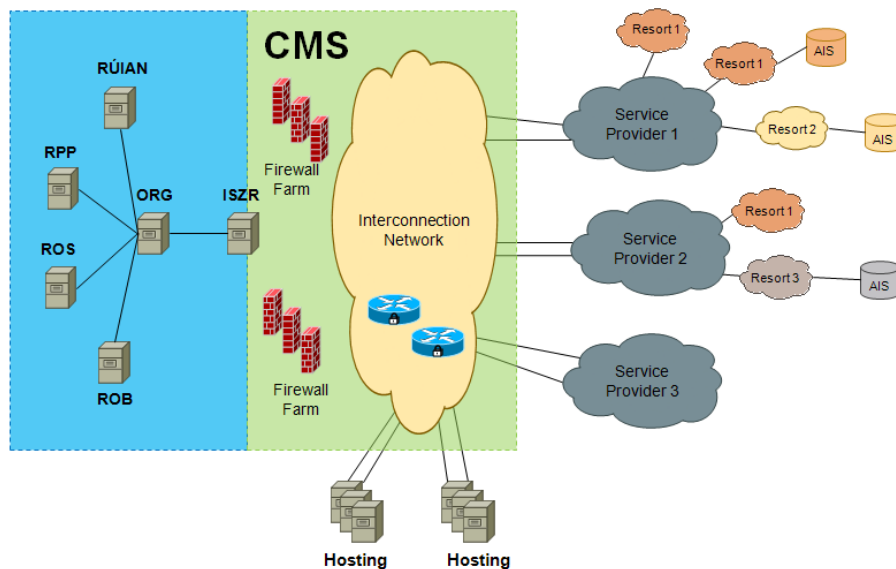 CMS
RÚIAN
RPP
ORG
ISZR
ROS
ROB
Firewall
Farm
Firewall
Farm
Interconnection
Network
Service
Provider 1
Resort 1
Resort 1
AIS
Resort 2
AIS
Service
Provider 2
Resort 1
Resort 3
AIS
Service
Provider 3
Hosting
Hosting